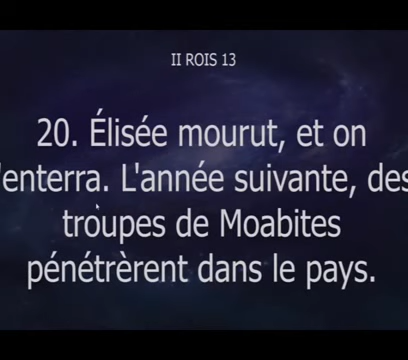 II ROIS 13
20. Élisée mourut, et on
'enterra. L'année suivante, des
troupes de Moabites
pénétrèrent dans le pays.